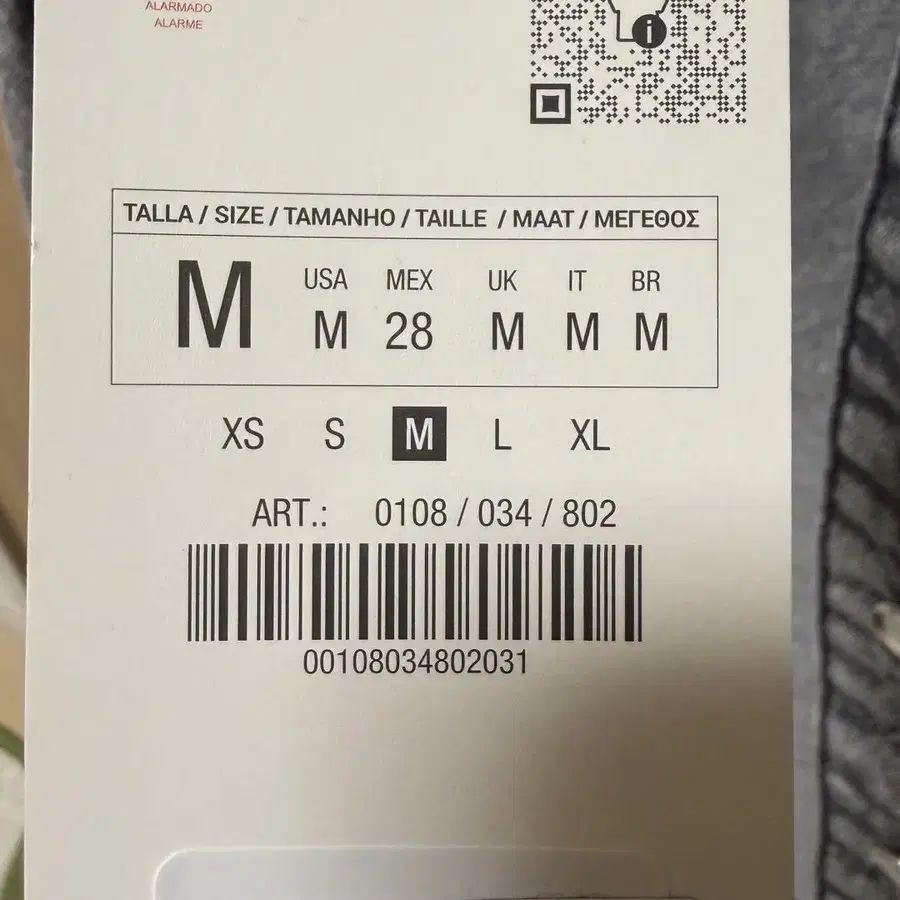 ALARMADO
ALARME
i
TALLA / SIZE / TAMANHO / TAILLE / MAAT / ΜΕΓΕΘΟΣ
USA MEX UK IT BR
M M 28 M M M
XS S M L XL
ART.: 0108 / 034 / 802
00108034802031